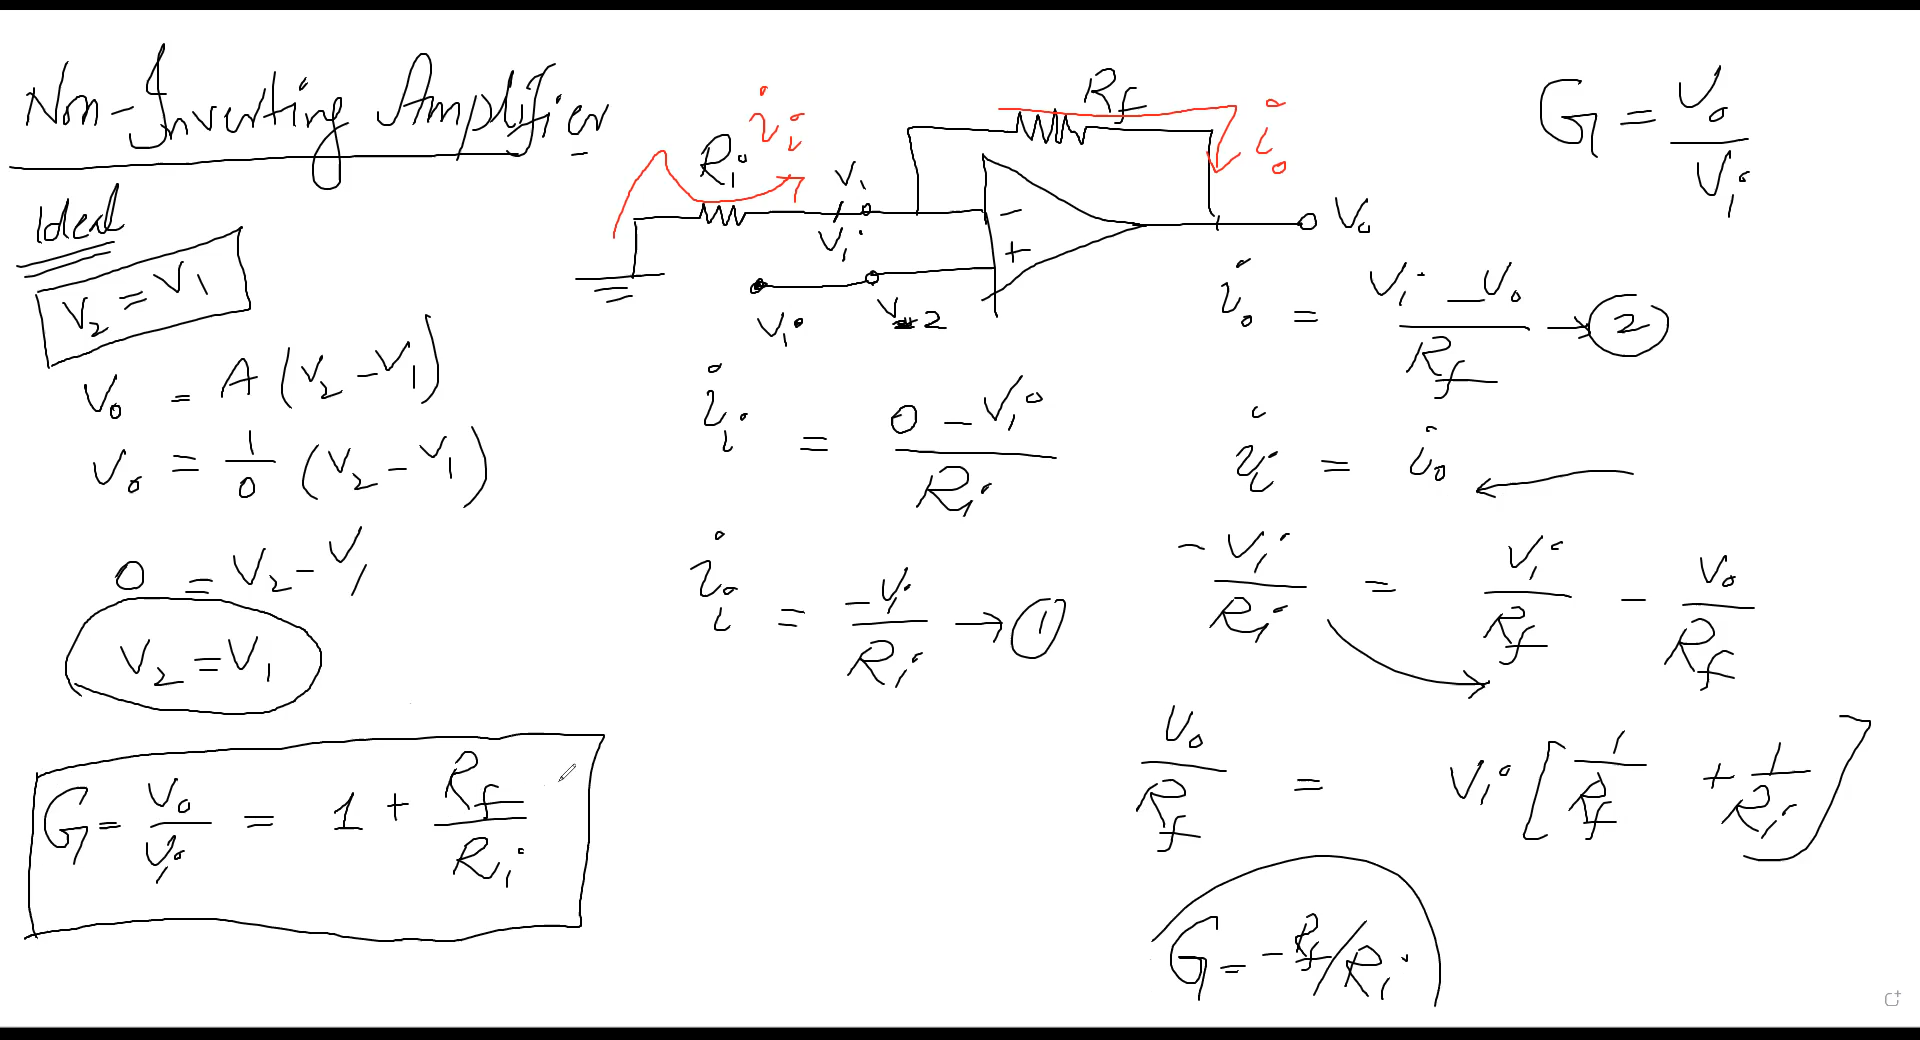 Non-Inverting Amplifier
Ideal
V₂ = V₁
V₀ = A (V₂ - V₁)
V₀ = 1/0 (V₂ - V₁)
0 = V₂ - V₁
V₂ = V₁
G = V₀/Vi = 1 + Rf/Ri
Ri
ii
V₁
Vi
Vi
V₂
-
+
Rf
i₀
V₀
ii = (0 - Vi)/Ri
ii = -Vi/Ri → ①
G = V₀/Vi
i₀ = (Vi - V₀)/Rf → ②
ii = i₀
-Vi/Ri = Vi/Rf - V₀/Rf
V₀/Rf = Vi [1/Rf + 1/Ri]
G = -Rf/Ri